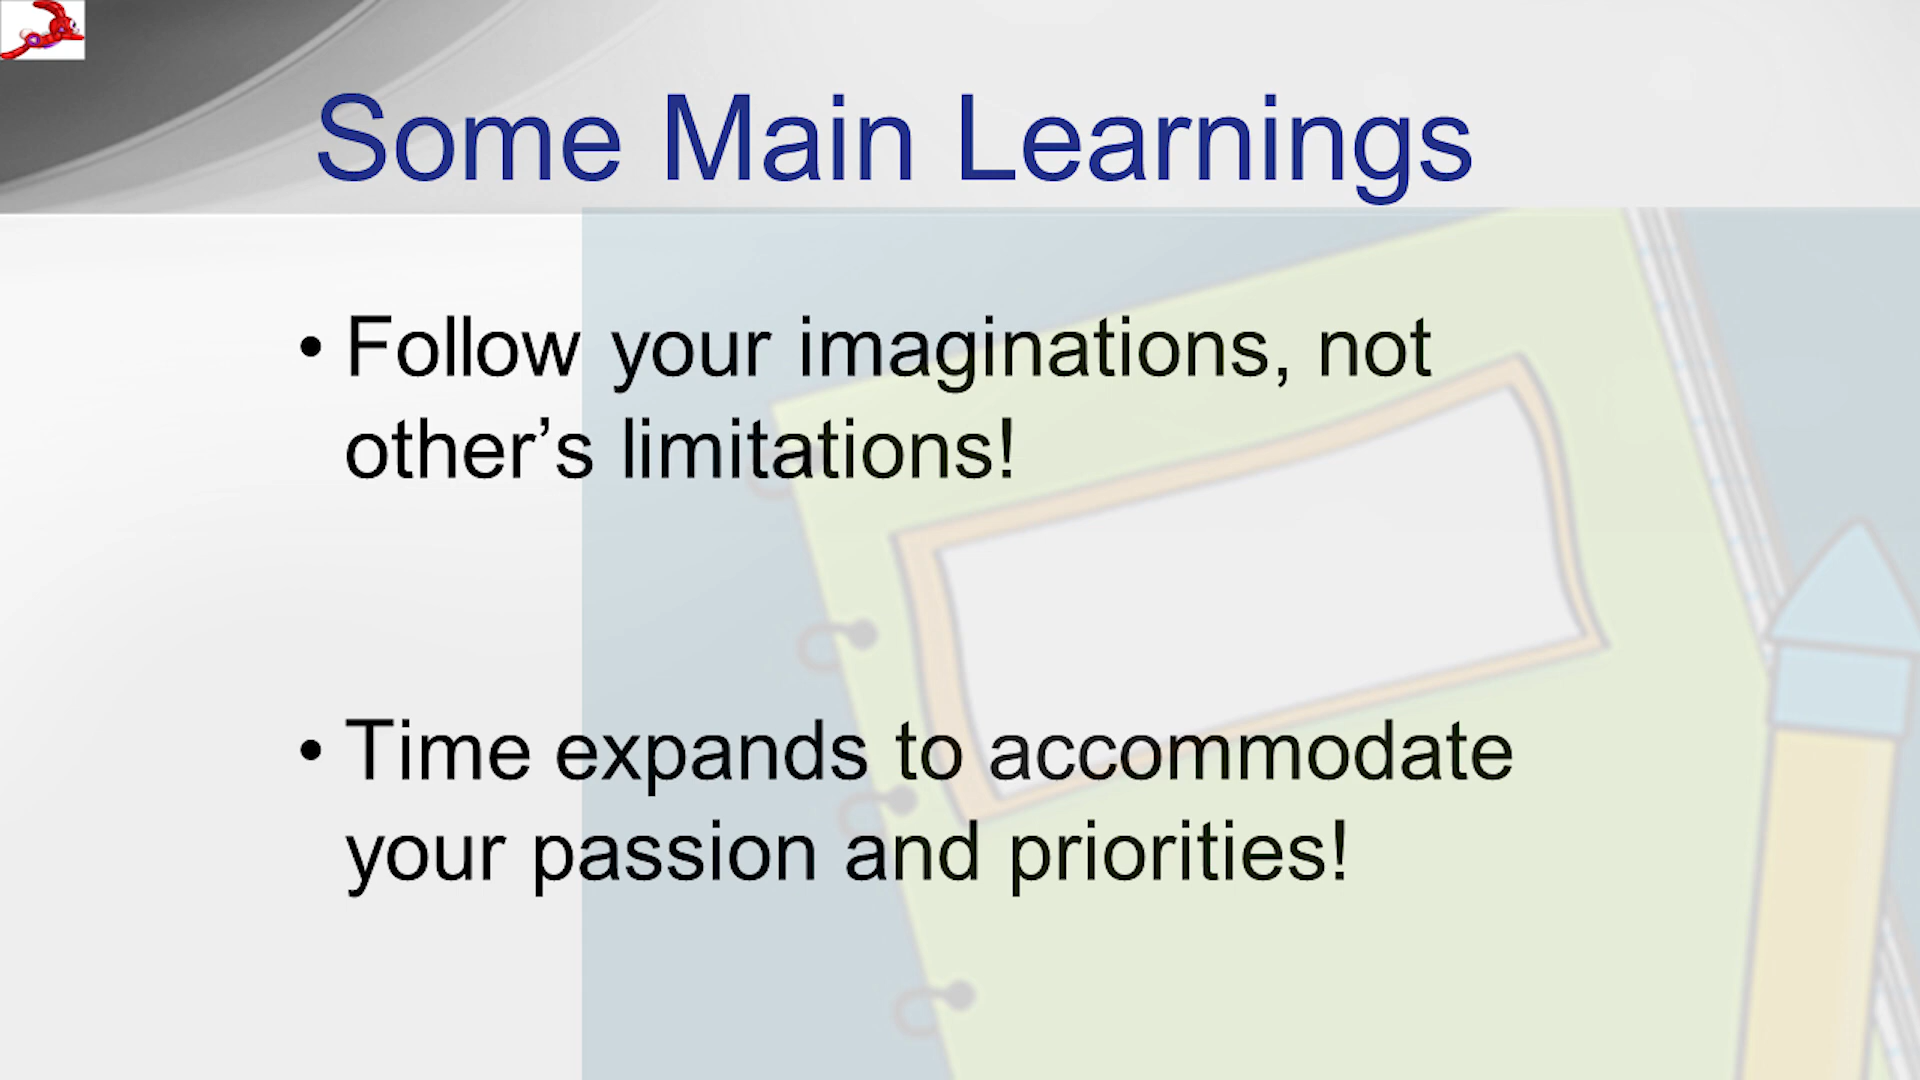 Some Main Learnings
• Follow your imaginations, not
other’s limitations!
• Time expands to accommodate
your passion and priorities!